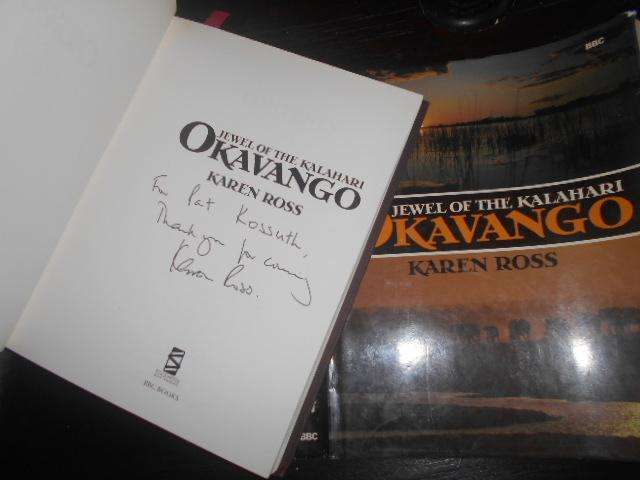 JEWEL OF THE KALAHARI
OKAVANGO
KAREN ROSS
For Pat Kossuth,
Thank you for coming
Karen Ross.
BBC BOOKS
BBC
JEWEL OF THE KALAHARI
OKAVANGO
KAREN ROSS
BBC